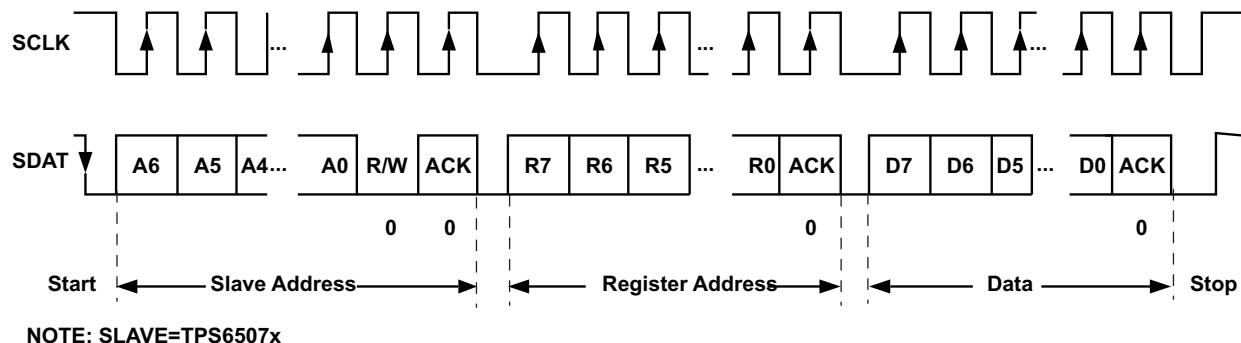 SCLK ... ... ...
SDAT A6 A5 A4 ... A0 R/W ACK R7 R6 R5 ... R0 ACK D7 D6 D5 ... D0 ACK
0 0 0 0
Start Slave Address Register Address Data Stop
NOTE: SLAVE=TPS6507x